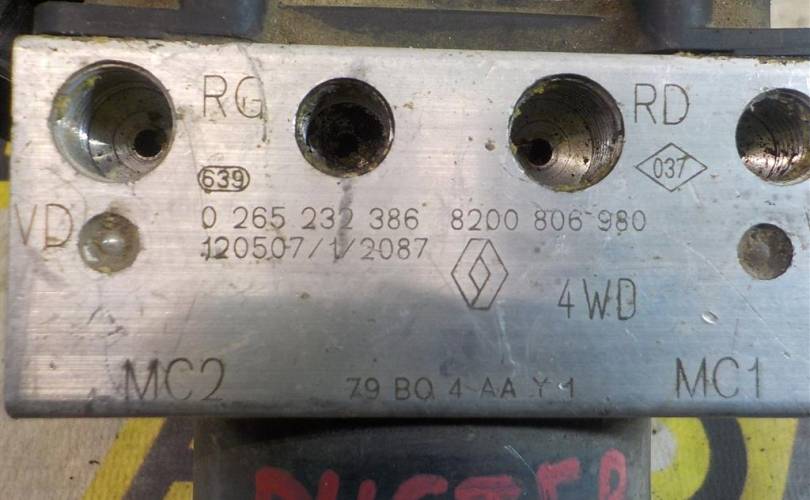 RG RD
639 037
VD 0 265 232 386 8200 806 980
120507/1/2087
4WD
MC2 79 BO 4 AA Y 1 MC1
DUSTER